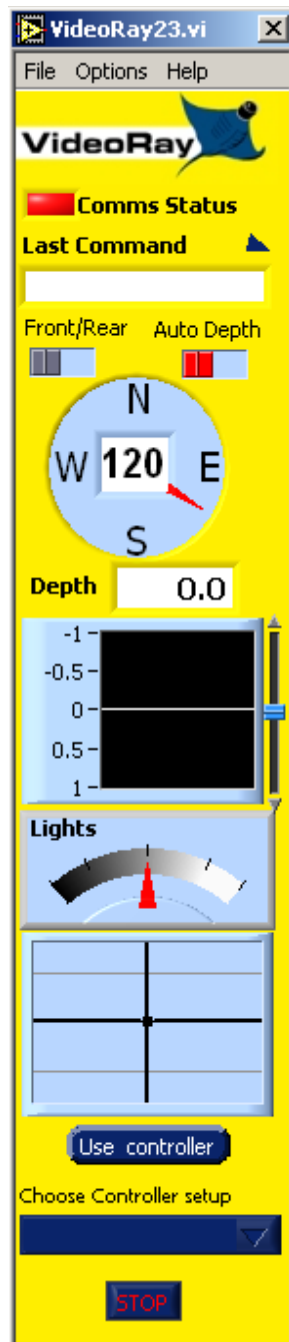 VideoRay23.vi
File Options Help
VideoRay
Comms Status
Last Command
Front/Rear Auto Depth
N
W 120 E
S
Depth 0.0
-1
-0.5
0
0.5
1
Lights
Use controller
Choose Controller setup
STOP